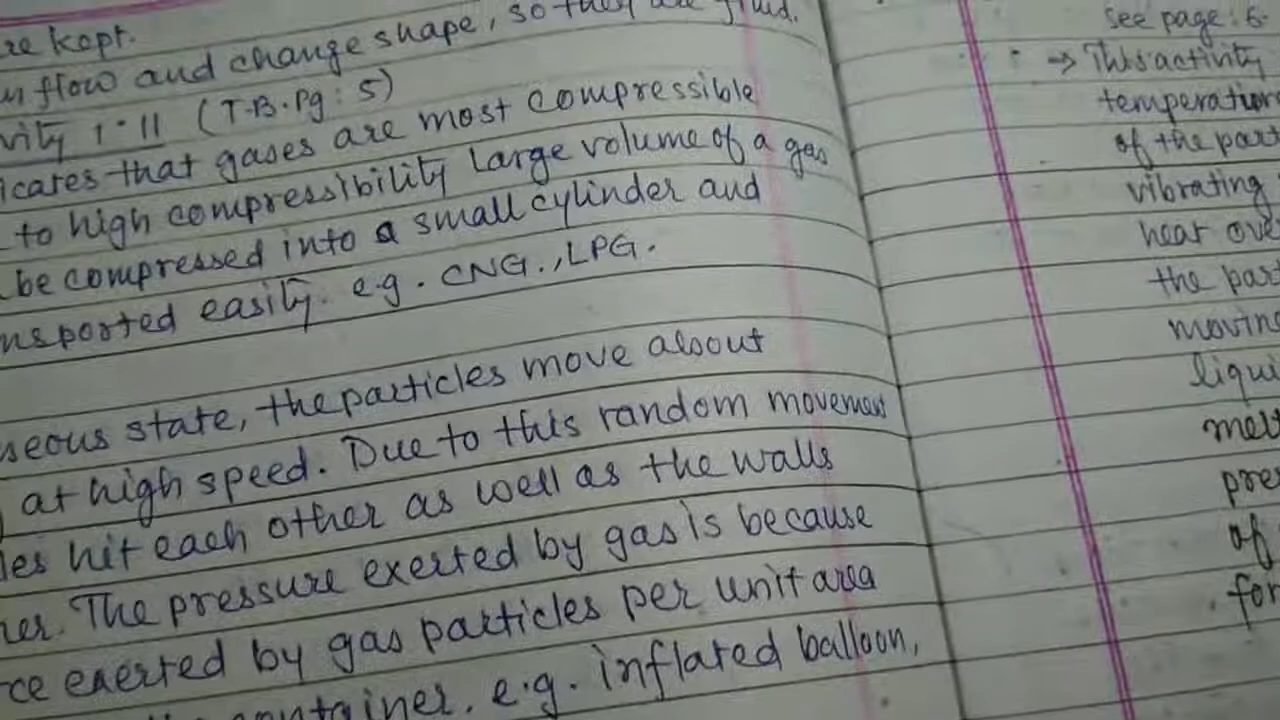 re kept.
flow and change shape, so they are fluid.
vity 1.11 (T.B. Pg: 5)
icates that gases are most compressible
to high compressibility large volume of a gas
be compressed into a small cylinder and
nsported easily. e.g. CNG., LPG.
seous state, the particles move about
at high speed. Due to this random movement
les hit each other as well as the walls
ner. The pressure exerted by gas is because
ce exerted by gas particles per unit area
container. e.g. inflated balloon,
See page: 6.
→ This activity
temperature
of the part
vibrating
heat ove
the part
moving
liqui
melt
pre
of
for